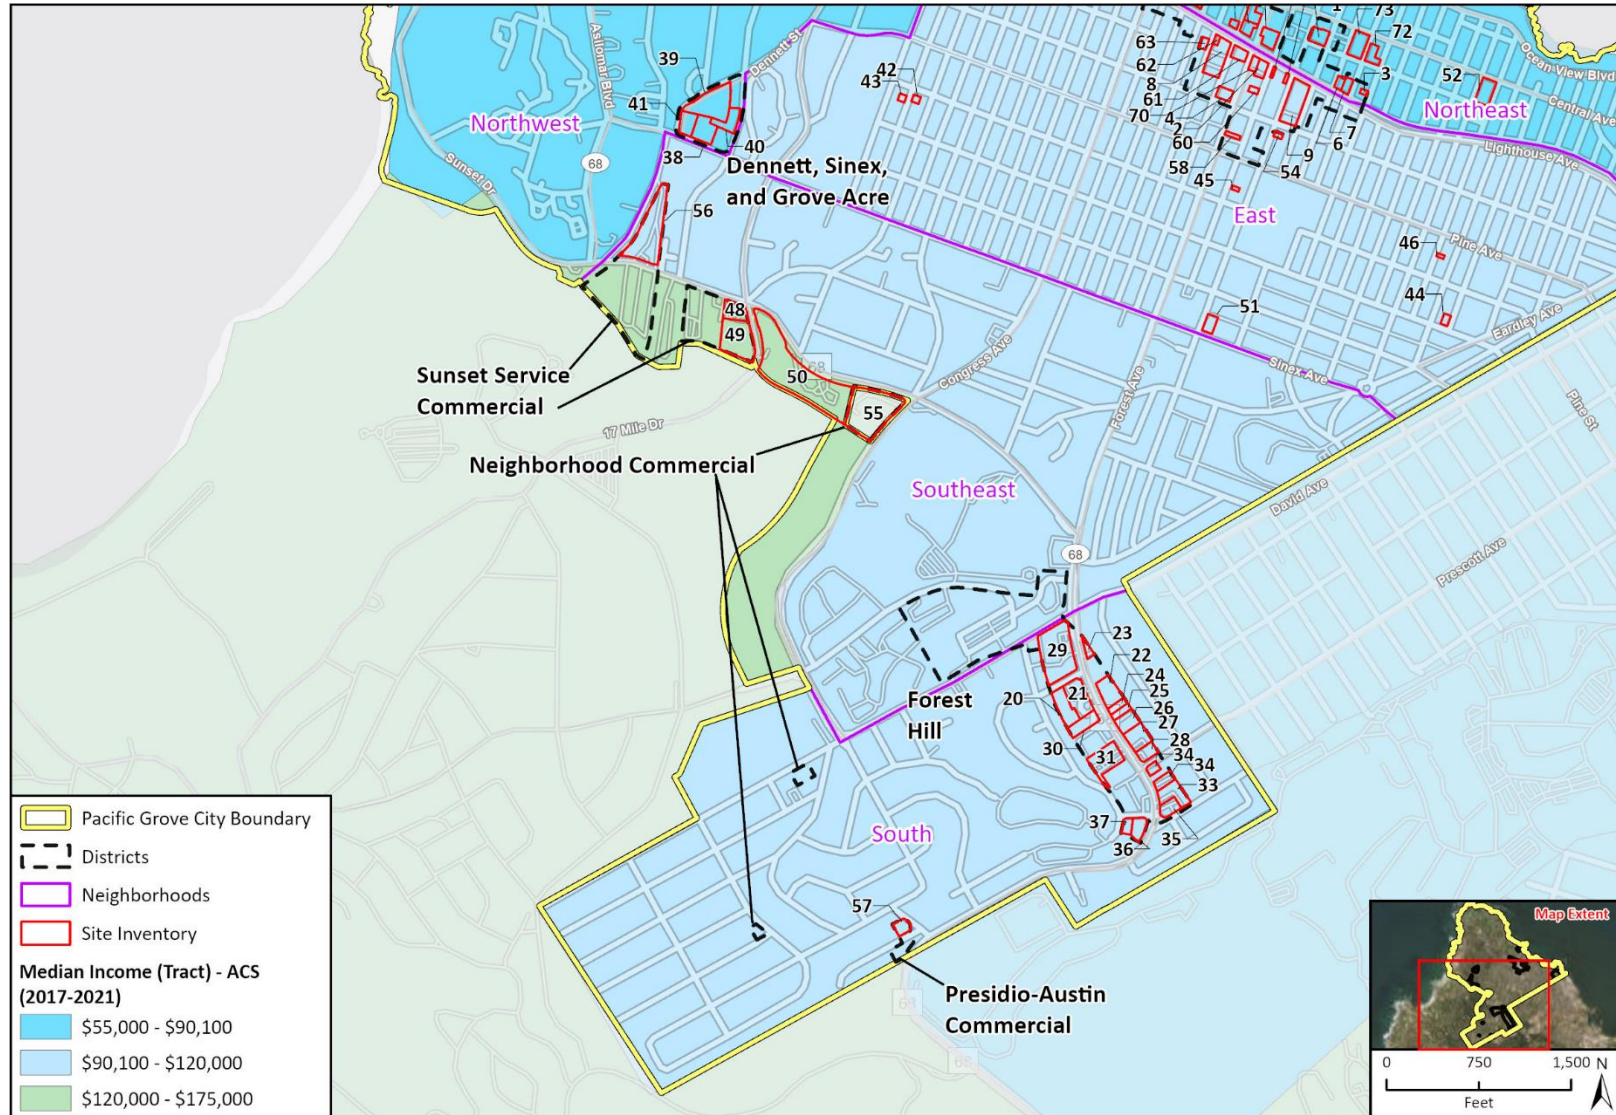 39
Dennett St
41
Asilomar Blvd
Northwest
68
Sunset Dr
38
40
Dennett, Sinex,
and Grove Acre
56
42
43
63
62
8
61
70
4
2
60
58
45
1
73
72
3
7
6
9
54
52
Ocean View Blvd
Central Ave
Northeast
Lighthouse Ave
East
Pine Ave
46
44
51
Eardley Ave
Sinex Ave
48
49
50
68
55
Congress Ave
Forest Ave
Sunset Service
Commercial
17 Mile Dr
Neighborhood Commercial
Southeast
68
David Ave
Pine St
Prescott Ave
29
23
22
24
25
26
27
28
34
34
33
20
21
30
31
37
36
35
Forest
Hill
South
57
Presidio-Austin
Commercial
68
68
Pacific Grove City Boundary
Districts
Neighborhoods
Site Inventory
Median Income (Tract) - ACS
(2017-2021)
$55,000 - $90,100
$90,100 - $120,000
$120,000 - $175,000
Map Extent
0 750 1,500 N
Feet